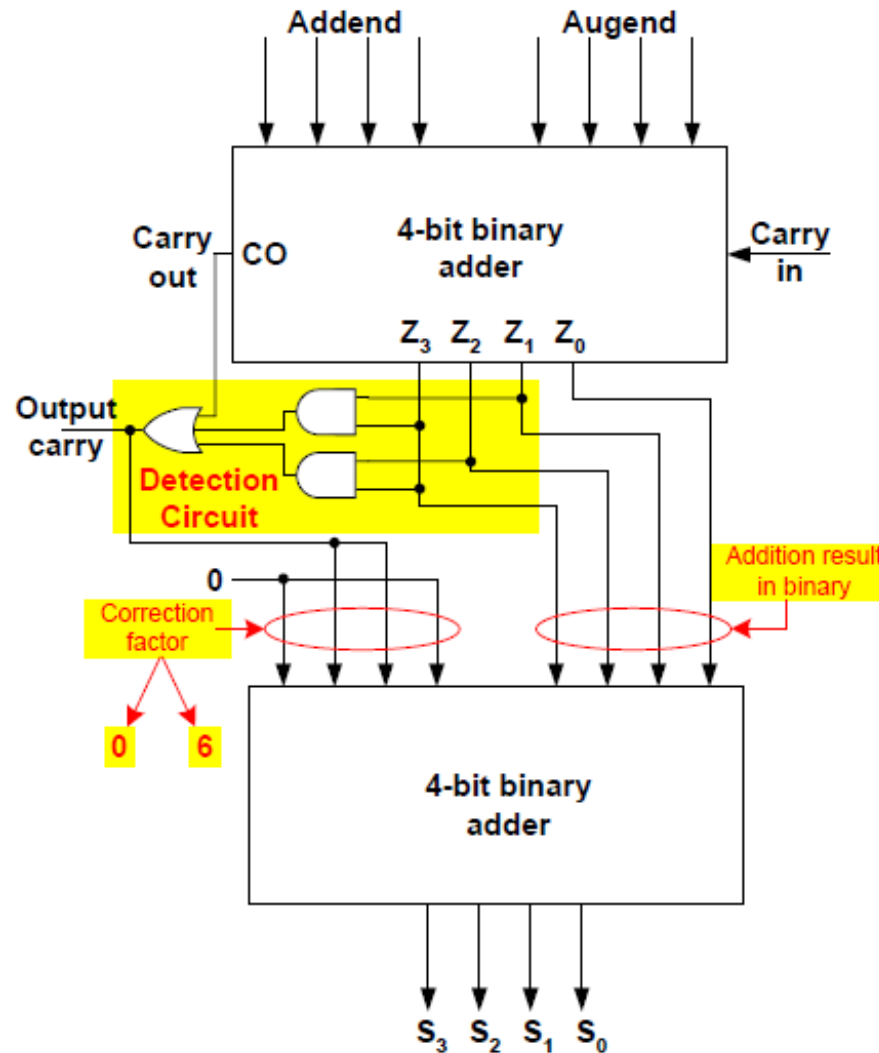 Addend
Augend
4-bit binary
adder
Carry
out
CO
Carry
in
Z3 Z2 Z1 Z0
Output
carry
Detection
Circuit
0
Addition result
in binary
Correction
factor
0
6
4-bit binary
adder
S3 S2 S1 S0